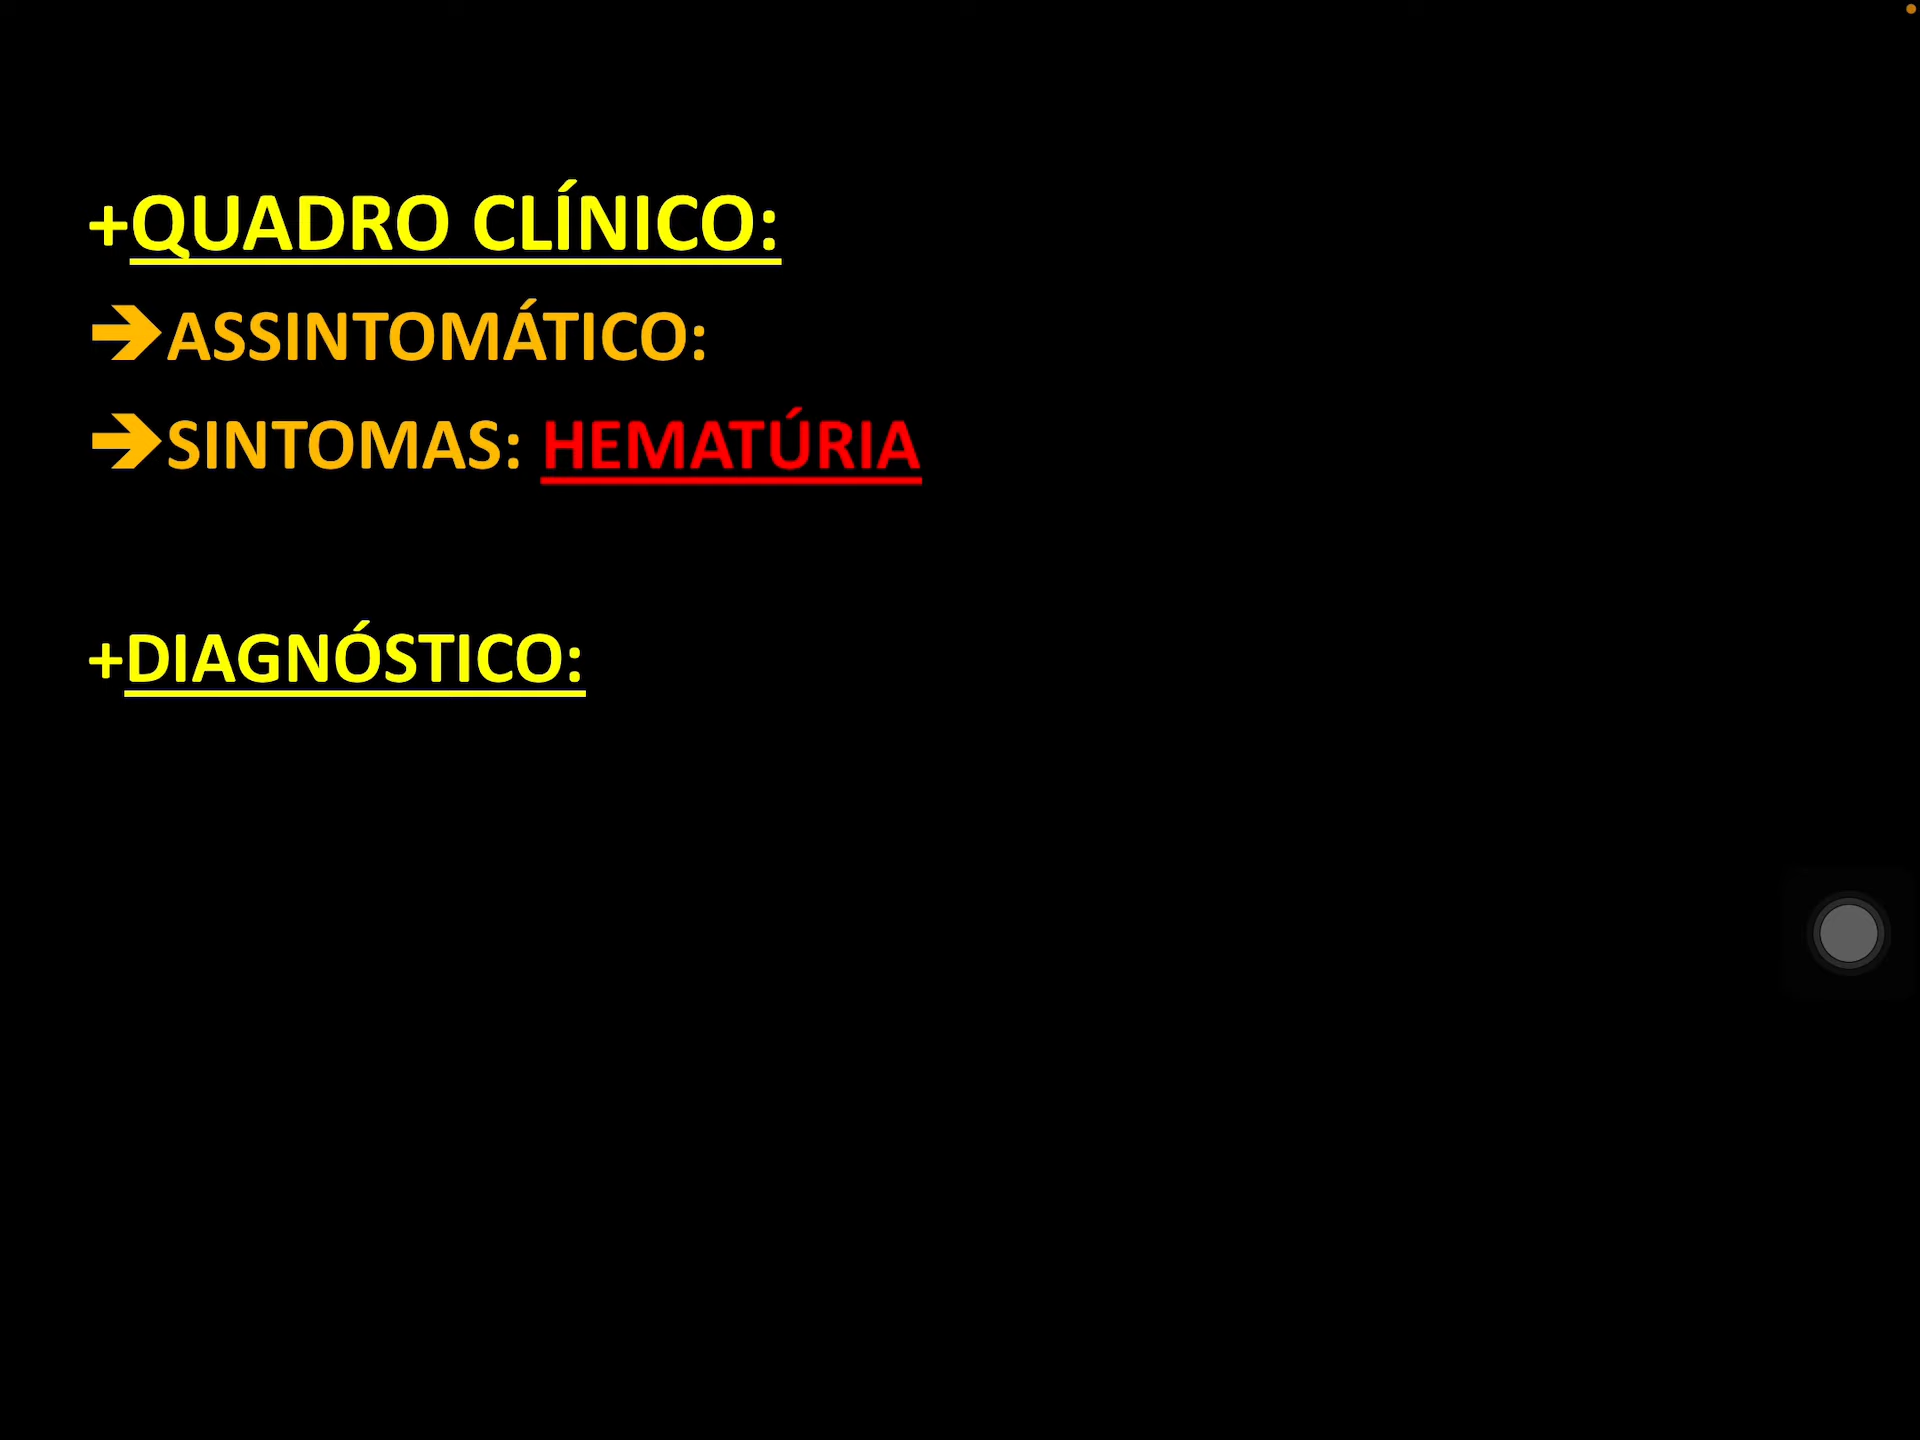 +QUADRO CLÍNICO:
➔ASSINTOMÁTICO:
➔SINTOMAS: HEMATÚRIA
+DIAGNÓSTICO: